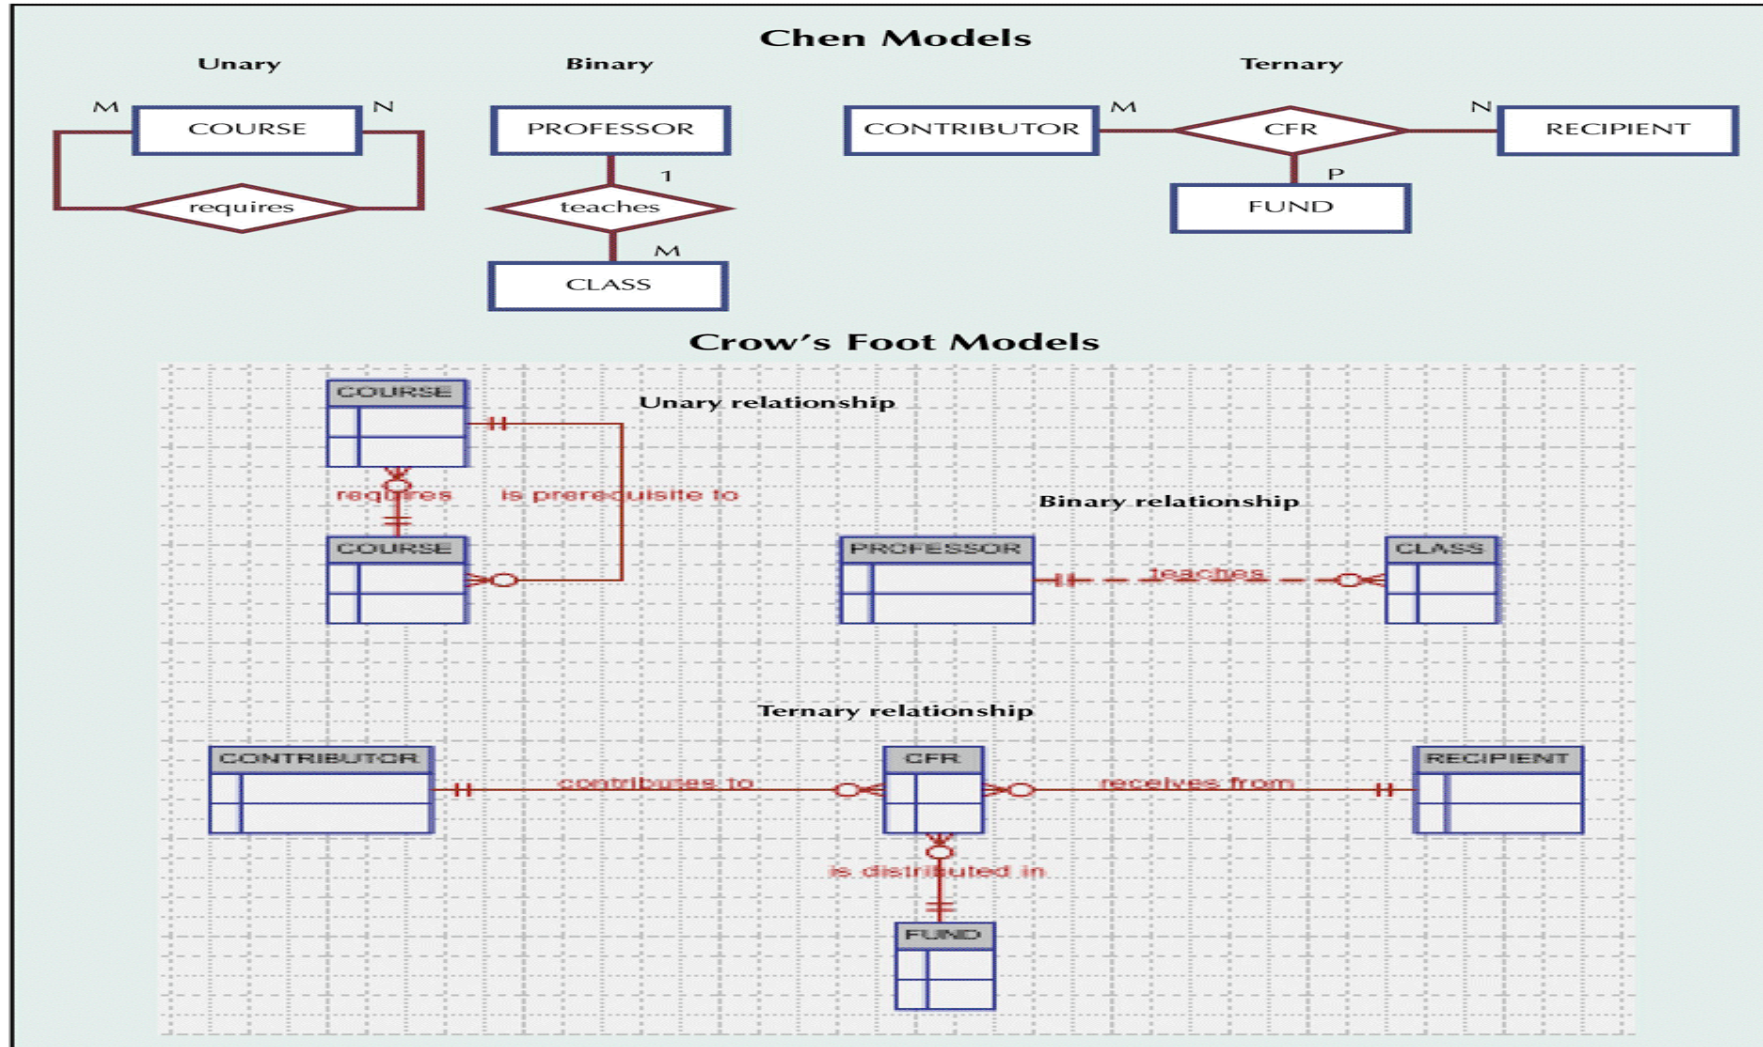 Chen Models
Unary
Binary
Ternary
M
COURSE
N
requires
PROFESSOR
1
teaches
M
CLASS
CONTRIBUTOR
M
CFR
N
RECIPIENT
P
FUND
Crow's Foot Models
COURSE
Unary relationship
requires
is prerequisite to
COURSE
Binary relationship
PROFESSOR
teaches
CLASS
Ternary relationship
CONTRIBUTOR
contributes to
CFR
receives from
RECIPIENT
is distributed in
FUND